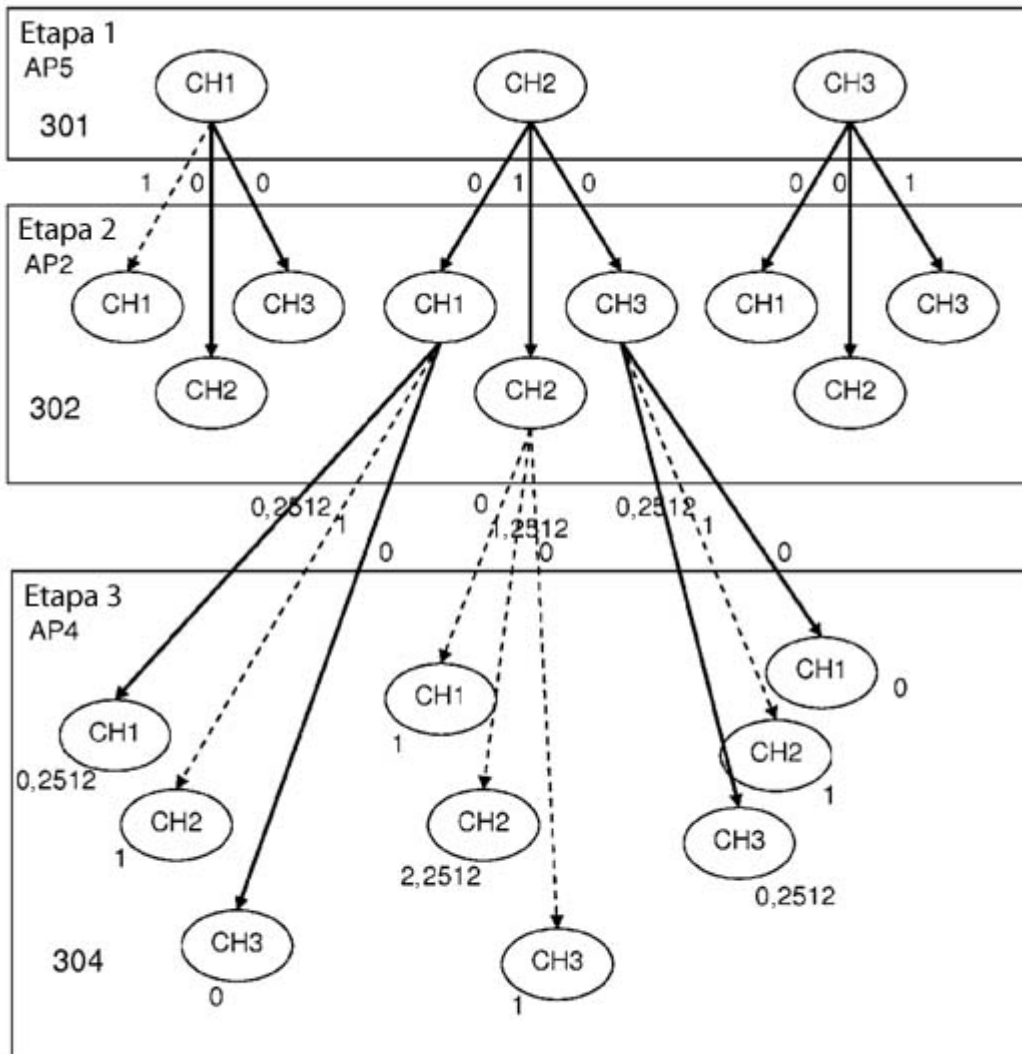 Etapa 1
AP5
CH1
CH2
CH3
301
1 0 0
0 1 0
0 0 1
Etapa 2
AP2
CH1
CH3
CH1
CH3
CH1
CH3
CH2
CH2
CH2
302
0,2512
1
0
0
1,2512
0
0,2512
1
0
Etapa 3
AP4
CH1
0
CH1
1
CH1
0,2512
CH2
1
CH2
1
CH2
2,2512
CH3
0,2512
CH3
0
CH3
1
304